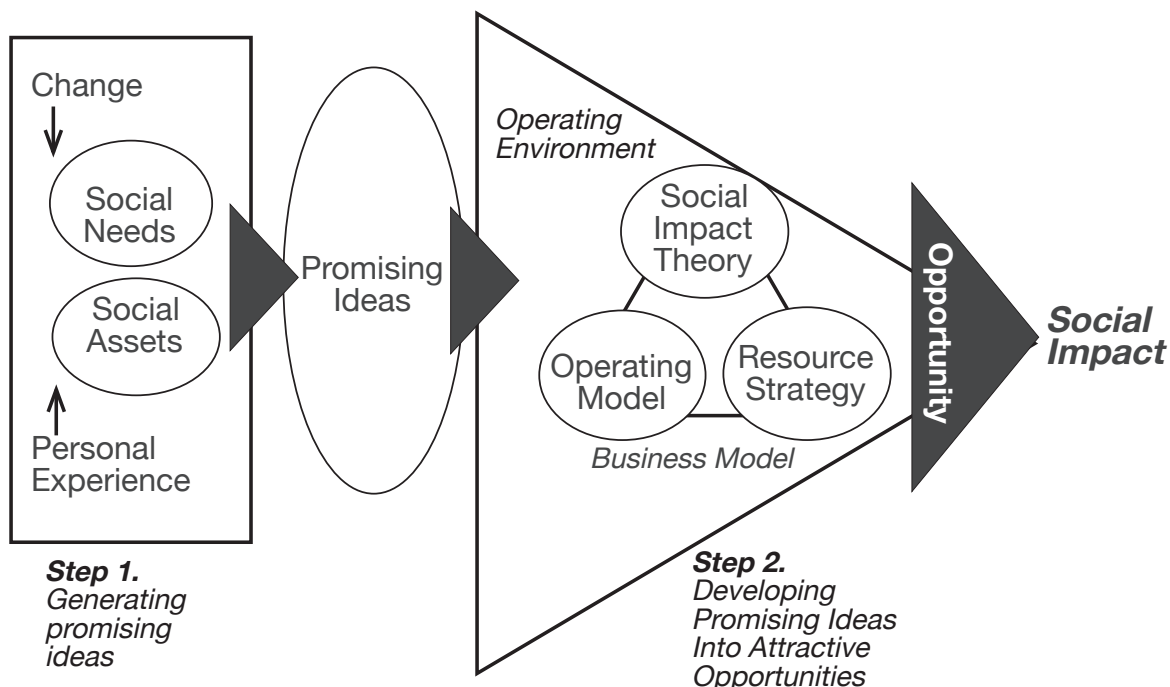 Change
Social
Needs
Social
Assets
Personal
Experience
Step 1.
Generating
promising
ideas
Promising
Ideas
Operating
Environment
Social
Impact
Theory
Operating
Model
Resource
Strategy
Business Model
Step 2.
Developing
Promising Ideas
Into Attractive
Opportunities
Opportunity
Social
Impact